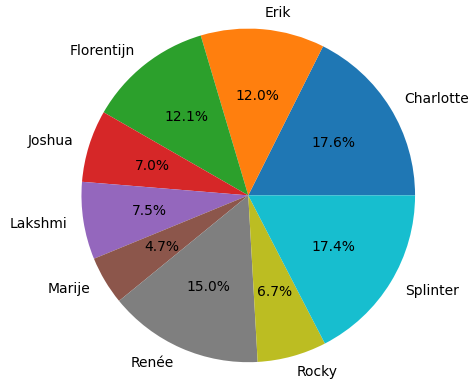 Erik
Florentijn
Charlotte
12.0%
12.1%
17.6%
Joshua
7.0%
7.5%
Lakshmi
4.7%
17.4%
Marije
15.0%
6.7%
Splinter
Renée
Rocky